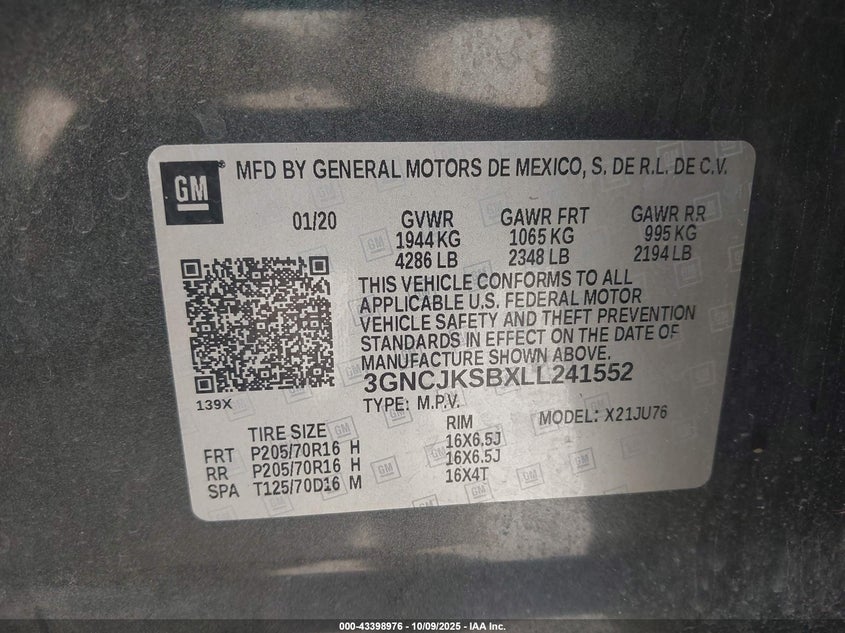 GM
MFD BY GENERAL MOTORS DE MEXICO, S. DE R.L. DE C.V.
01/20 GVWR GAWR FRT GAWR RR
1944 KG 1065 KG 995 KG
4286 LB 2348 LB 2194 LB
THIS VEHICLE CONFORMS TO ALL
APPLICABLE U.S. FEDERAL MOTOR
VEHICLE SAFETY AND THEFT PREVENTION
STANDARDS IN EFFECT ON THE DATE OF
MANUFACTURE SHOWN ABOVE.
3GNCJKSBXLL241552
139X
TYPE: M.P.V. MODEL: X21JU76
TIRE SIZE RIM
FRT P205/70R16 H 16X6.5J
RR P205/70R16 H 16X6.5J
SPA T125/70D16 M 16X4T
000-43398976 - 10/09/2025 - IAA Inc.